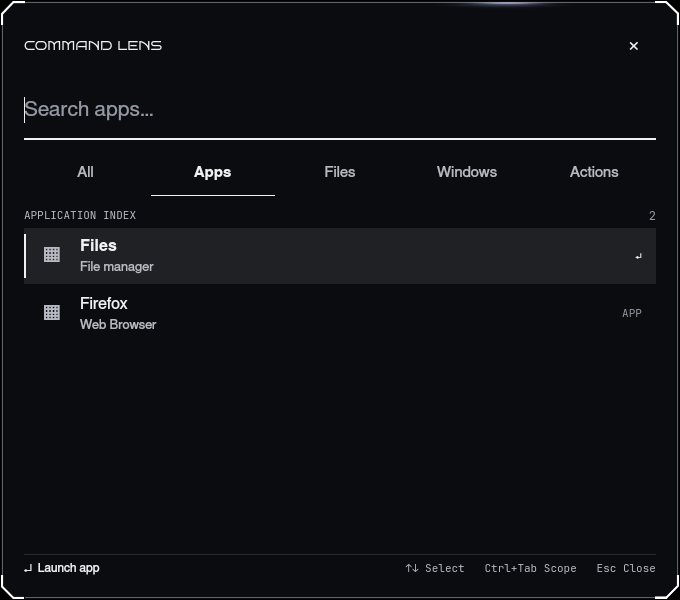 COMMAND LENS ×
Search apps...
All Apps Files Windows Actions
APPLICATION INDEX 2
Files
File manager ↵
Firefox
Web Browser APP
↵ Launch app ↑↓ Select Ctrl+Tab Scope Esc Close